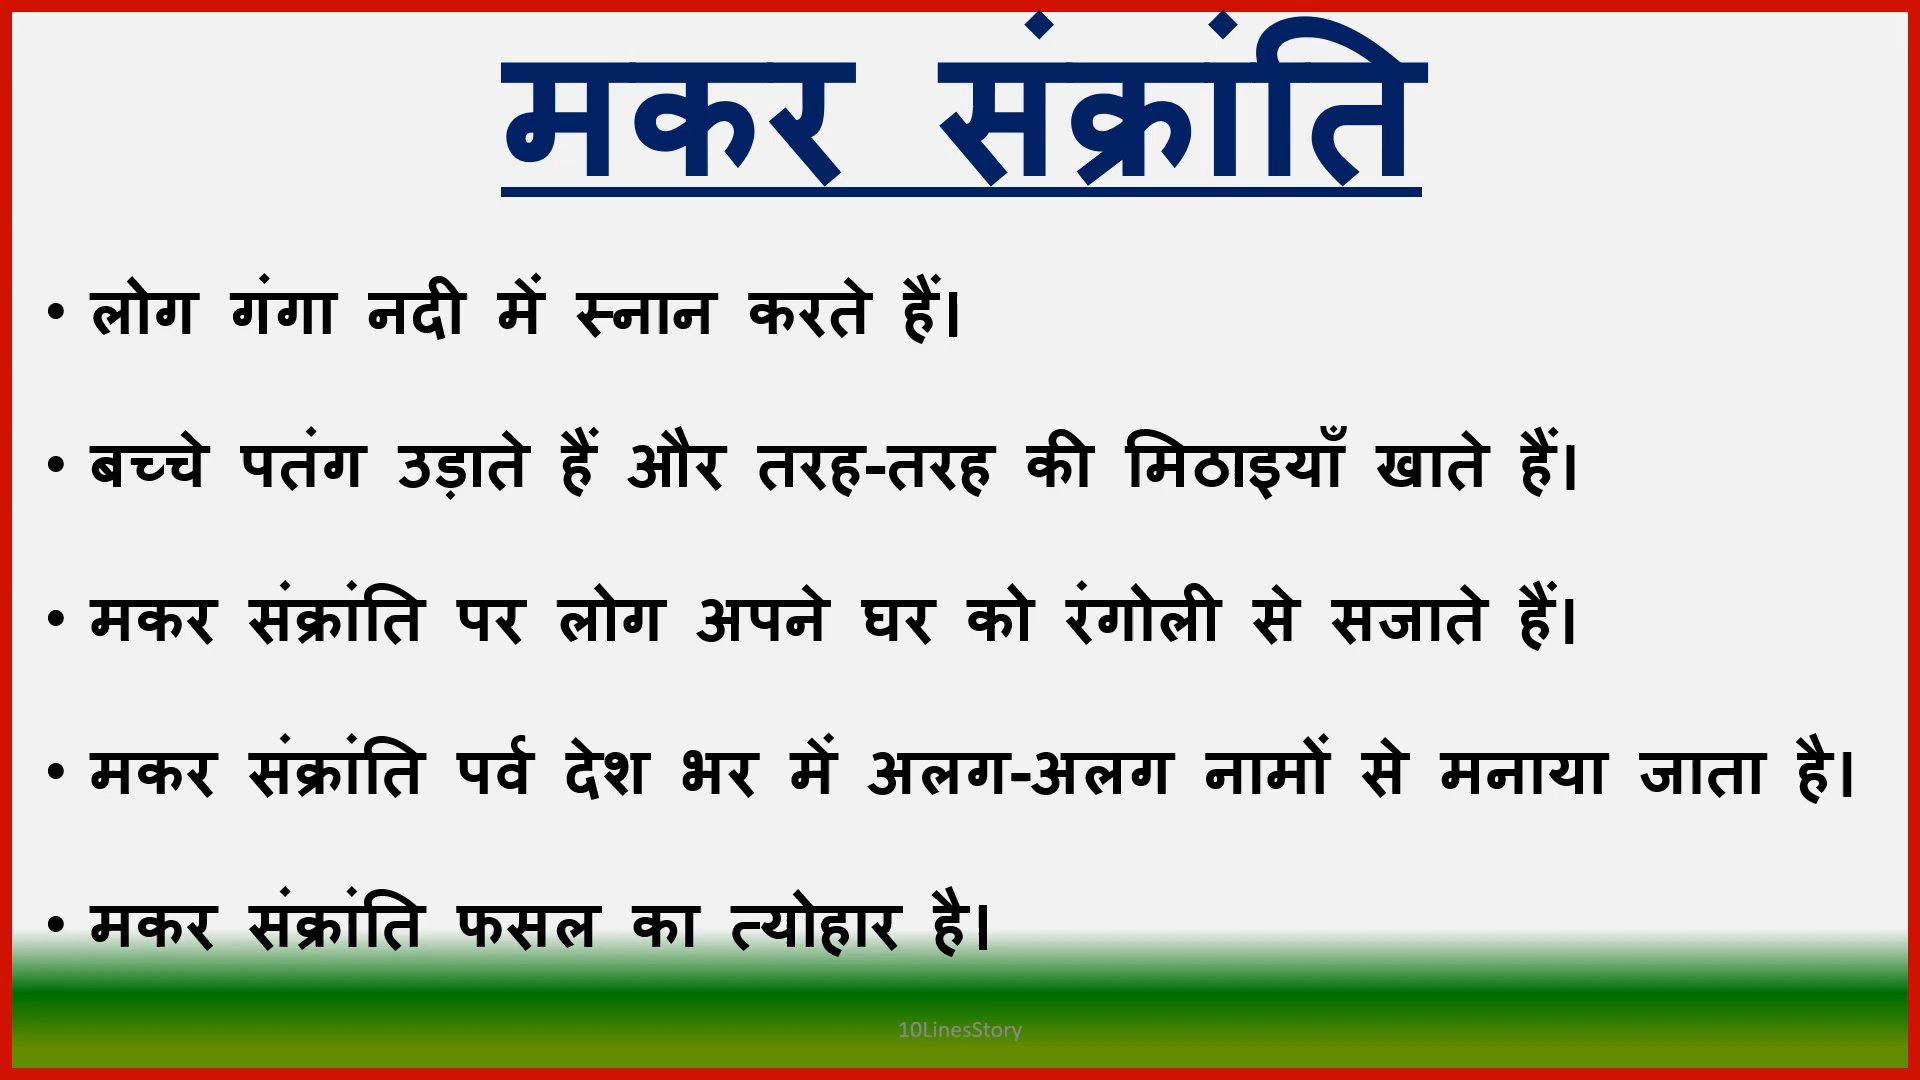 मकर संक्रांति
• लोग गंगा नदी में स्नान करते हैं।
• बच्चे पतंग उड़ाते हैं और तरह-तरह की मिठाइयाँ खाते हैं।
• मकर संक्रांति पर लोग अपने घर को रंगोली से सजाते हैं।
• मकर संक्रांति पर्व देश भर में अलग-अलग नामों से मनाया जाता है।
• मकर संक्रांति फसल का त्योहार है।
10LinesStory